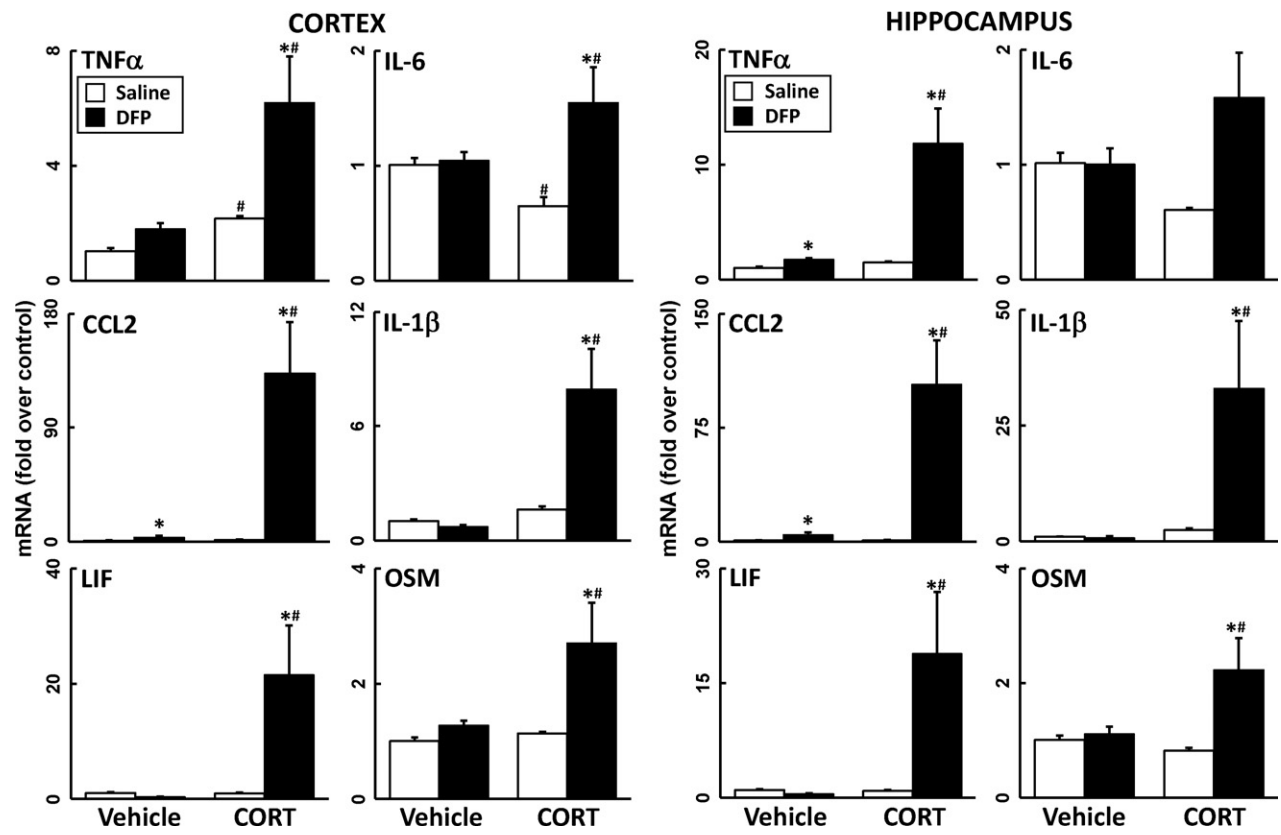 CORTEX
HIPPOCAMPUS
mRNA (fold over control)
TNFα
Saline
DFP
0
4
8
#
*#
IL-6
0
1
2
#
*#
CCL2
0
90
180
*
*#
IL-1β
0
6
12
*#
LIF
0
20
40
*#
Vehicle
CORT
OSM
0
2
4
*#
Vehicle
CORT
mRNA (fold over control)
TNFα
Saline
DFP
0
10
20
*
*#
IL-6
0
1
2
CCL2
0
75
150
*
*#
IL-1β
0
25
50
*#
LIF
0
15
30
*#
Vehicle
CORT
OSM
0
2
4
*#
Vehicle
CORT